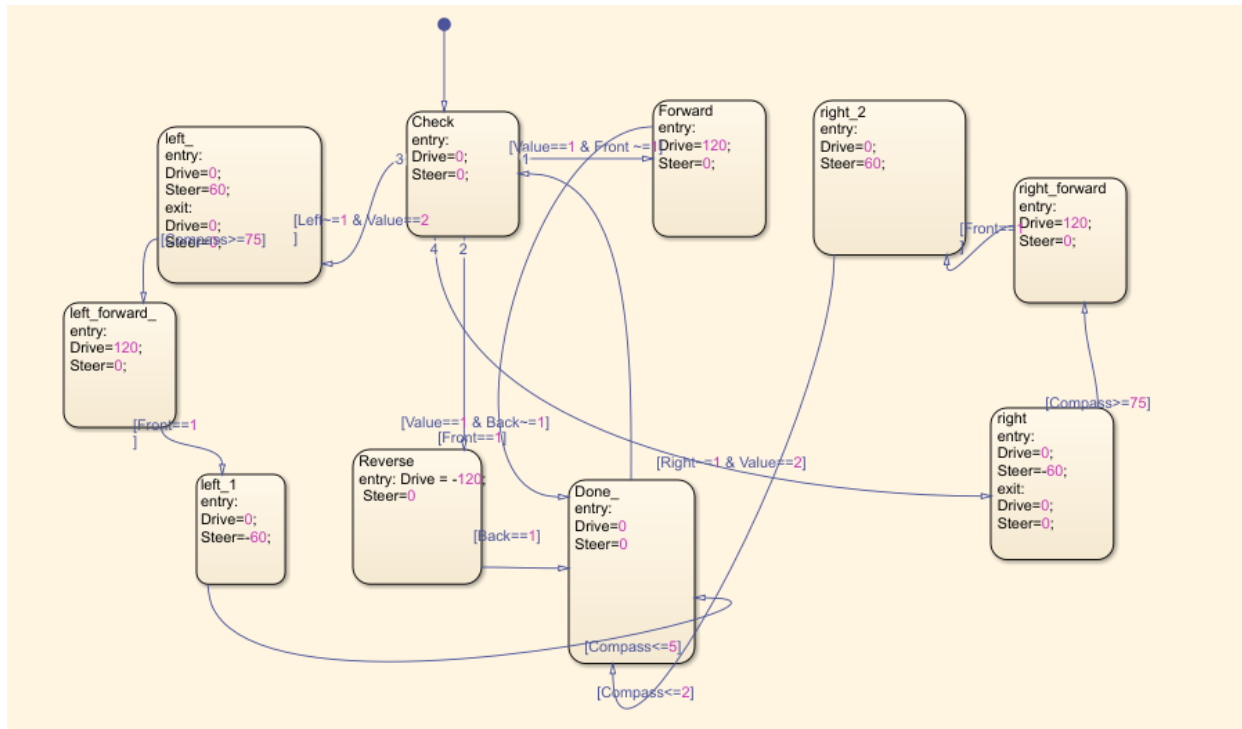 Check
entry:
Drive=0;
Steer=0;
Forward
entry:
Drive=120;
Steer=0;
right_2
entry:
Drive=0;
Steer=60;
left_
entry:
Drive=0;
Steer=60;
exit:
Drive=0;
Steer=0;
right_forward
entry:
Drive=120;
Steer=0;
[Value==1 & Front ~=1]
1
3
4
2
[Left~=1 & Value==2
]
[Compass>=75]
[Front==1
]
left_forward_
entry:
Drive=120;
Steer=0;
[Front==1
]
[Value==1 & Back~=1]
[Front==1]
[Compass>=75]
right
entry:
Drive=0;
Steer=-60;
exit:
Drive=0;
Steer=0;
[Right~=1 & Value==2]
Reverse
entry: Drive = -120;
Steer=0
left_1
entry:
Drive=0;
Steer=-60;
Done_
entry:
Drive=0
Steer=0
[Back==1]
[Compass<=5]
[Compass<=2]